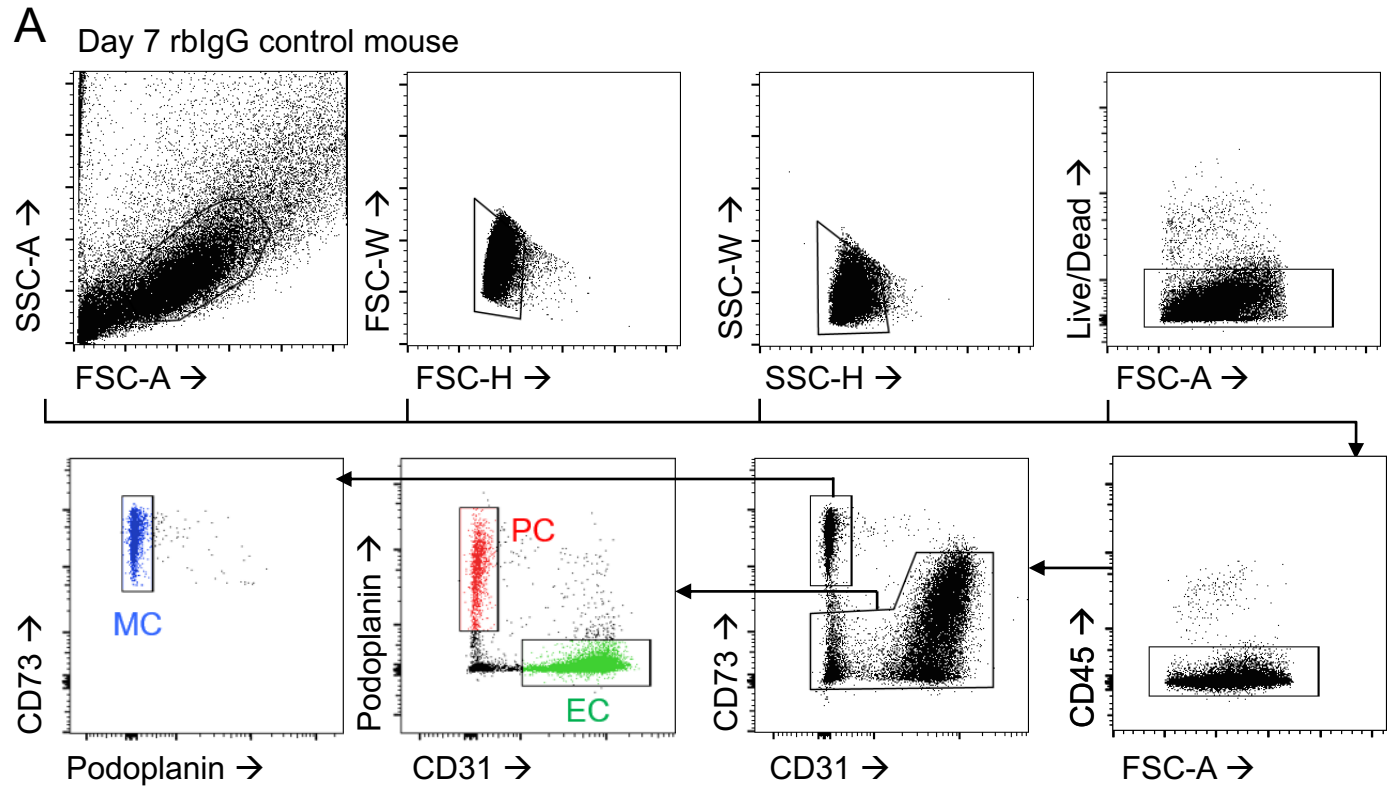 A
Day 7 rbIgG control mouse
SSC-A →
FSC-A →
FSC-W →
FSC-H →
SSC-W →
SSC-H →
Live/Dead →
FSC-A →
CD73 →
MC
Podoplanin →
Podoplanin →
PC
EC
CD31 →
CD73 →
CD31 →
CD45 →
FSC-A →